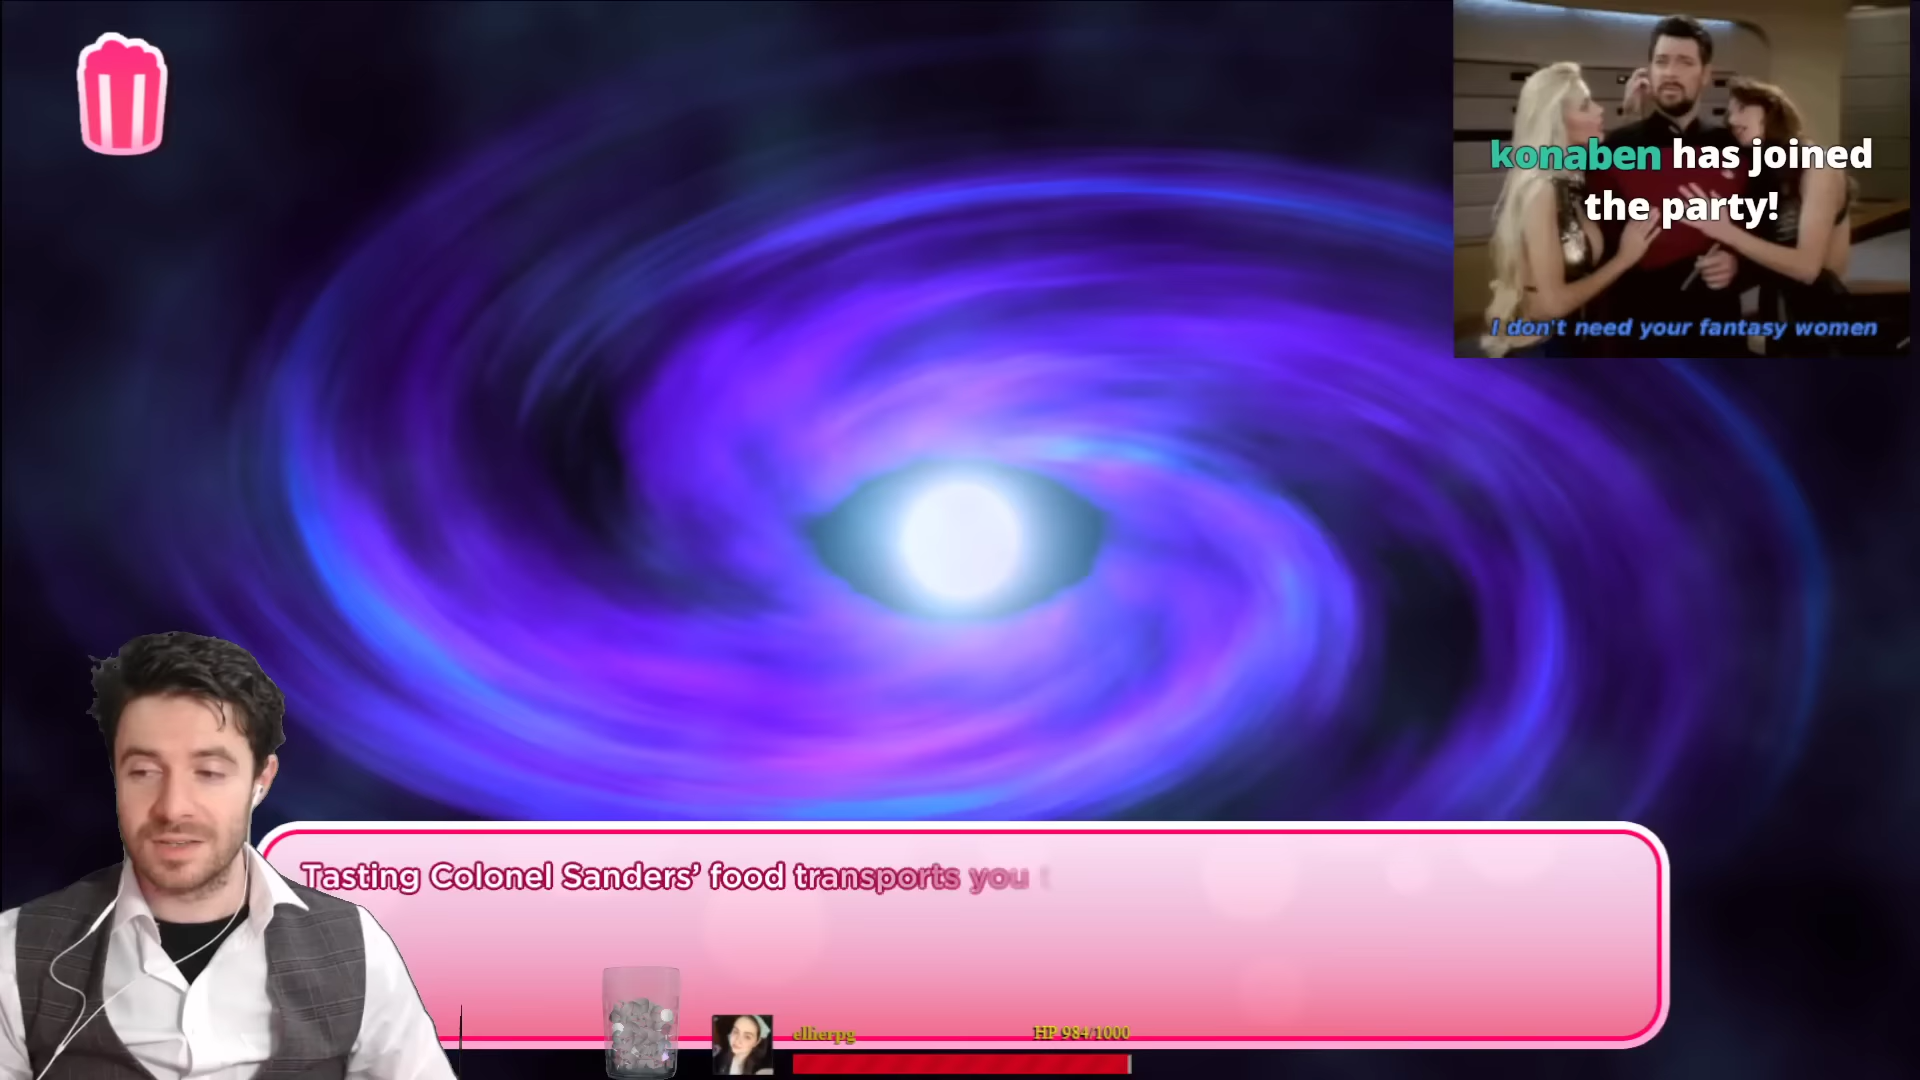 konaben has joined
the party!
I don't need your fantasy women
Tasting Colonel Sanders' food transports you
ellierpg
HP 984/1000